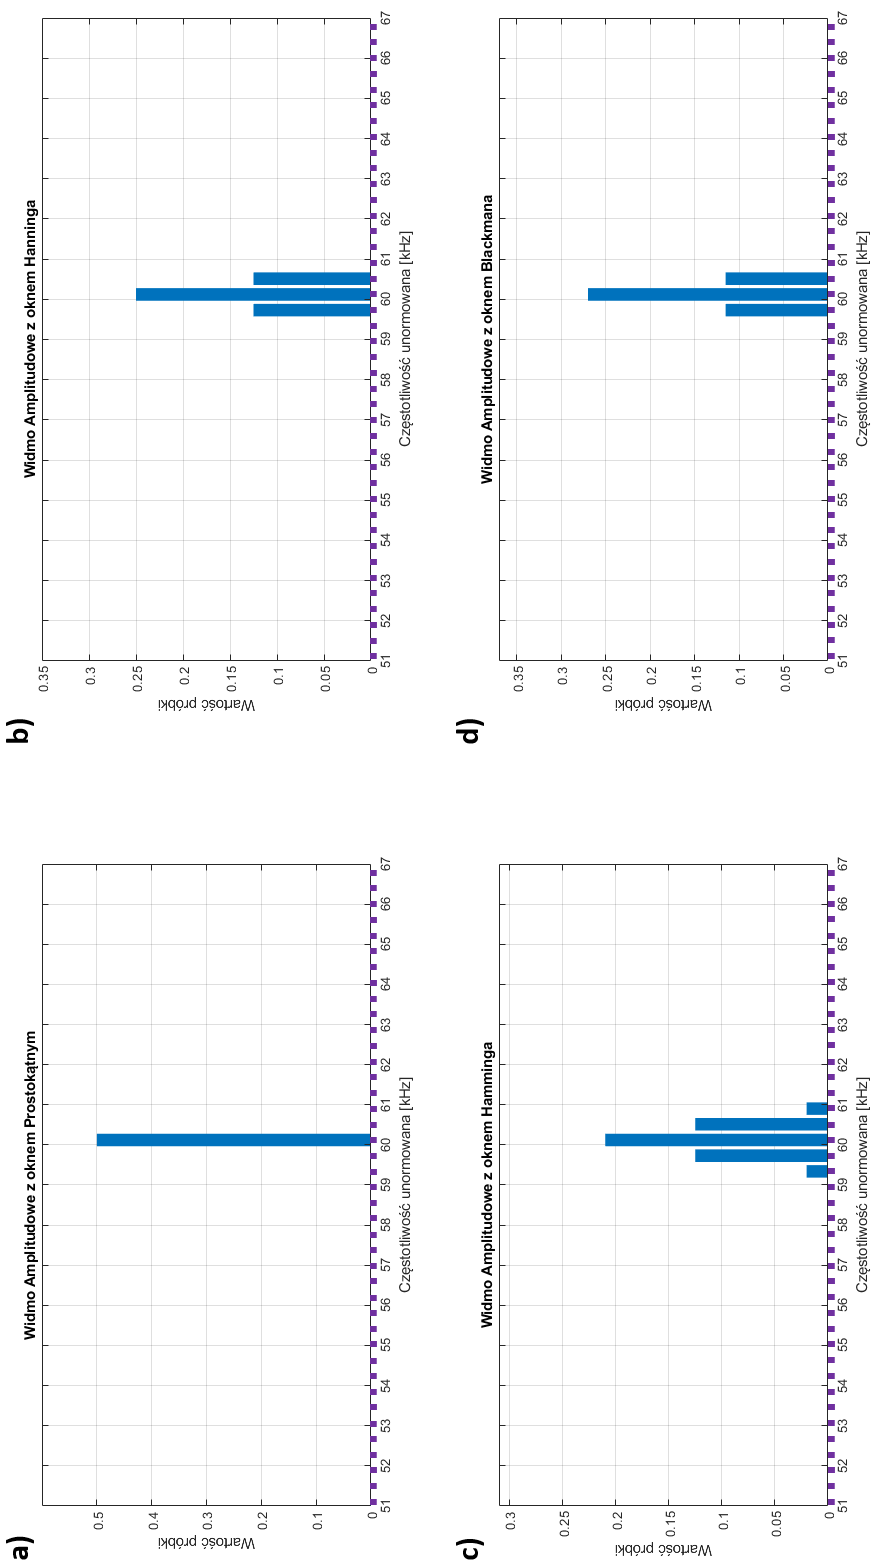 a)
Widmo Amplitudowe z oknem Prostokątnym
Wartość próbki
0.5
0.4
0.3
0.2
0.1
0
51 52 53 54 55 56 57 58 59 60 61 62 63 64 65 66 67
Częstotliwość unormowana [kHz]
b)
Widmo Amplitudowe z oknem Hanninga
Wartość próbki
0.35
0.3
0.25
0.2
0.15
0.1
0.05
0
51 52 53 54 55 56 57 58 59 60 61 62 63 64 65 66 67
Częstotliwość unormowana [kHz]
c)
Widmo Amplitudowe z oknem Hamminga
Wartość próbki
0.3
0.25
0.2
0.15
0.1
0.05
0
51 52 53 54 55 56 57 58 59 60 61 62 63 64 65 66 67
Częstotliwość unormowana [kHz]
d)
Widmo Amplitudowe z oknem Blackmana
Wartość próbki
0.35
0.3
0.25
0.2
0.15
0.1
0.05
0
51 52 53 54 55 56 57 58 59 60 61 62 63 64 65 66 67
Częstotliwość unormowana [kHz]